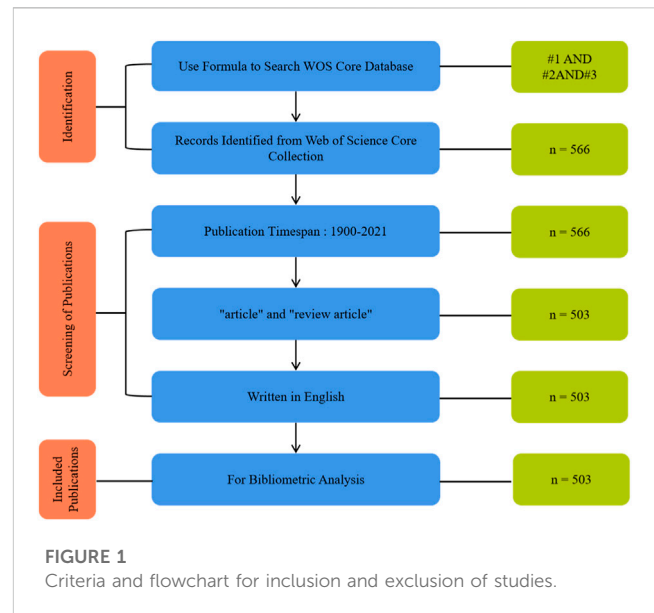 Identification
Use Formula to Search WOS Core Database
#1 AND
#2AND#3
Records Identified from Web of Science Core
Collection
n = 566
Screening of Publications
Publication Timespan : 1900-2021
n = 566
"article" and "review article"
n = 503
Written in English
n = 503
Included
Publications
For Bibliometric Analysis
n = 503
FIGURE 1
Criteria and flowchart for inclusion and exclusion of studies.